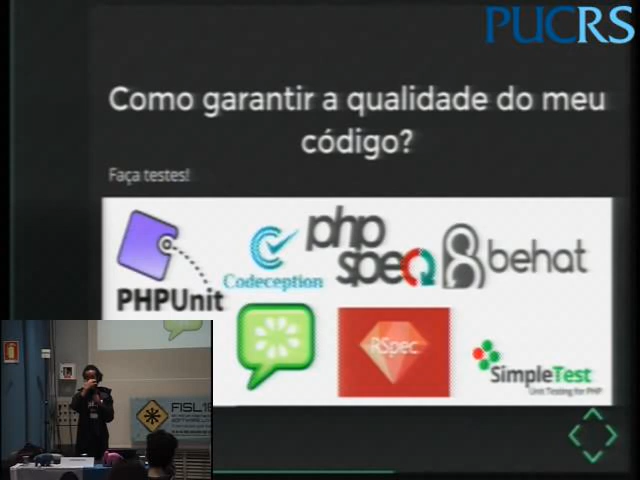 PUCRS
Como garantir a qualidade do meu
código?
Faça testes!
PHPUnit
Codeception
php
spec
behat
RSpec
SimpleTest
Unit Testing for PHP
FISL16